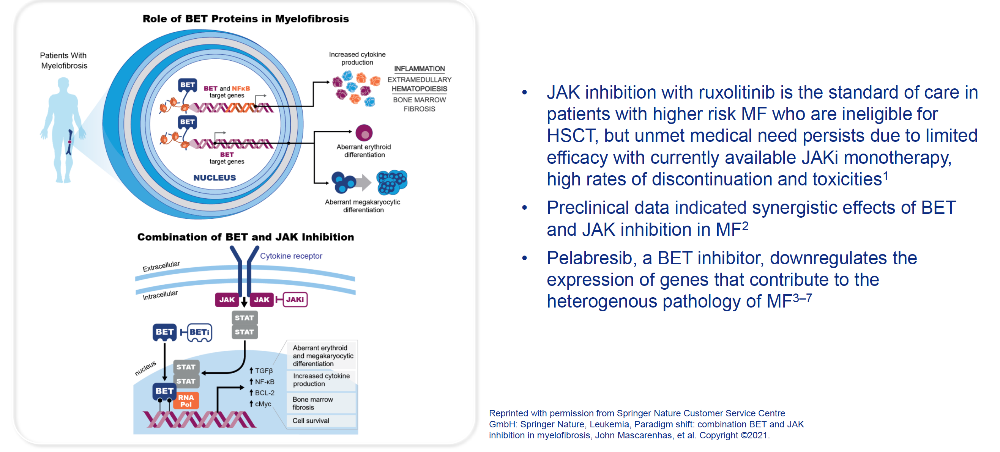 Role of BET Proteins in Myelofibrosis
Patients With
Myelofibrosis
BET
BET and NFκB
target genes
BET
BET
target genes
NUCLEUS
Increased cytokine
production
INFLAMMATION
EXTRAMEDULLARY
HEMATOPOIESIS
BONE MARROW
FIBROSIS
Aberrant erythroid
differentiation
Aberrant megakaryocytic
differentiation
Combination of BET and JAK Inhibition
Cytokine receptor
Extracellular
Intracellular
JAK
JAK
JAKi
STAT
STAT
BET
BETi
nucleus
STAT
STAT
BET
RNA
Pol
TGFβ
NF-κB
BCL-2
cMyc
Aberrant erythroid
and megakaryocytic
differentiation
Increased cytokine
production
Bone marrow
fibrosis
Cell survival
• JAK inhibition with ruxolitinib is the standard of care in
patients with higher risk MF who are ineligible for
HSCT, but unmet medical need persists due to limited
efficacy with currently available JAKi monotherapy,
high rates of discontinuation and toxicities¹
• Preclinical data indicated synergistic effects of BET
and JAK inhibition in MF²
• Pelabresib, a BET inhibitor, downregulates the
expression of genes that contribute to the
heterogenous pathology of MF³⁻⁷
Reprinted with permission from Springer Nature Customer Service Centre
GmbH: Springer Nature, Leukemia, Paradigm shift: combination BET and JAK
inhibition in myelofibrosis, John Mascarenhas, et al. Copyright ©2021.